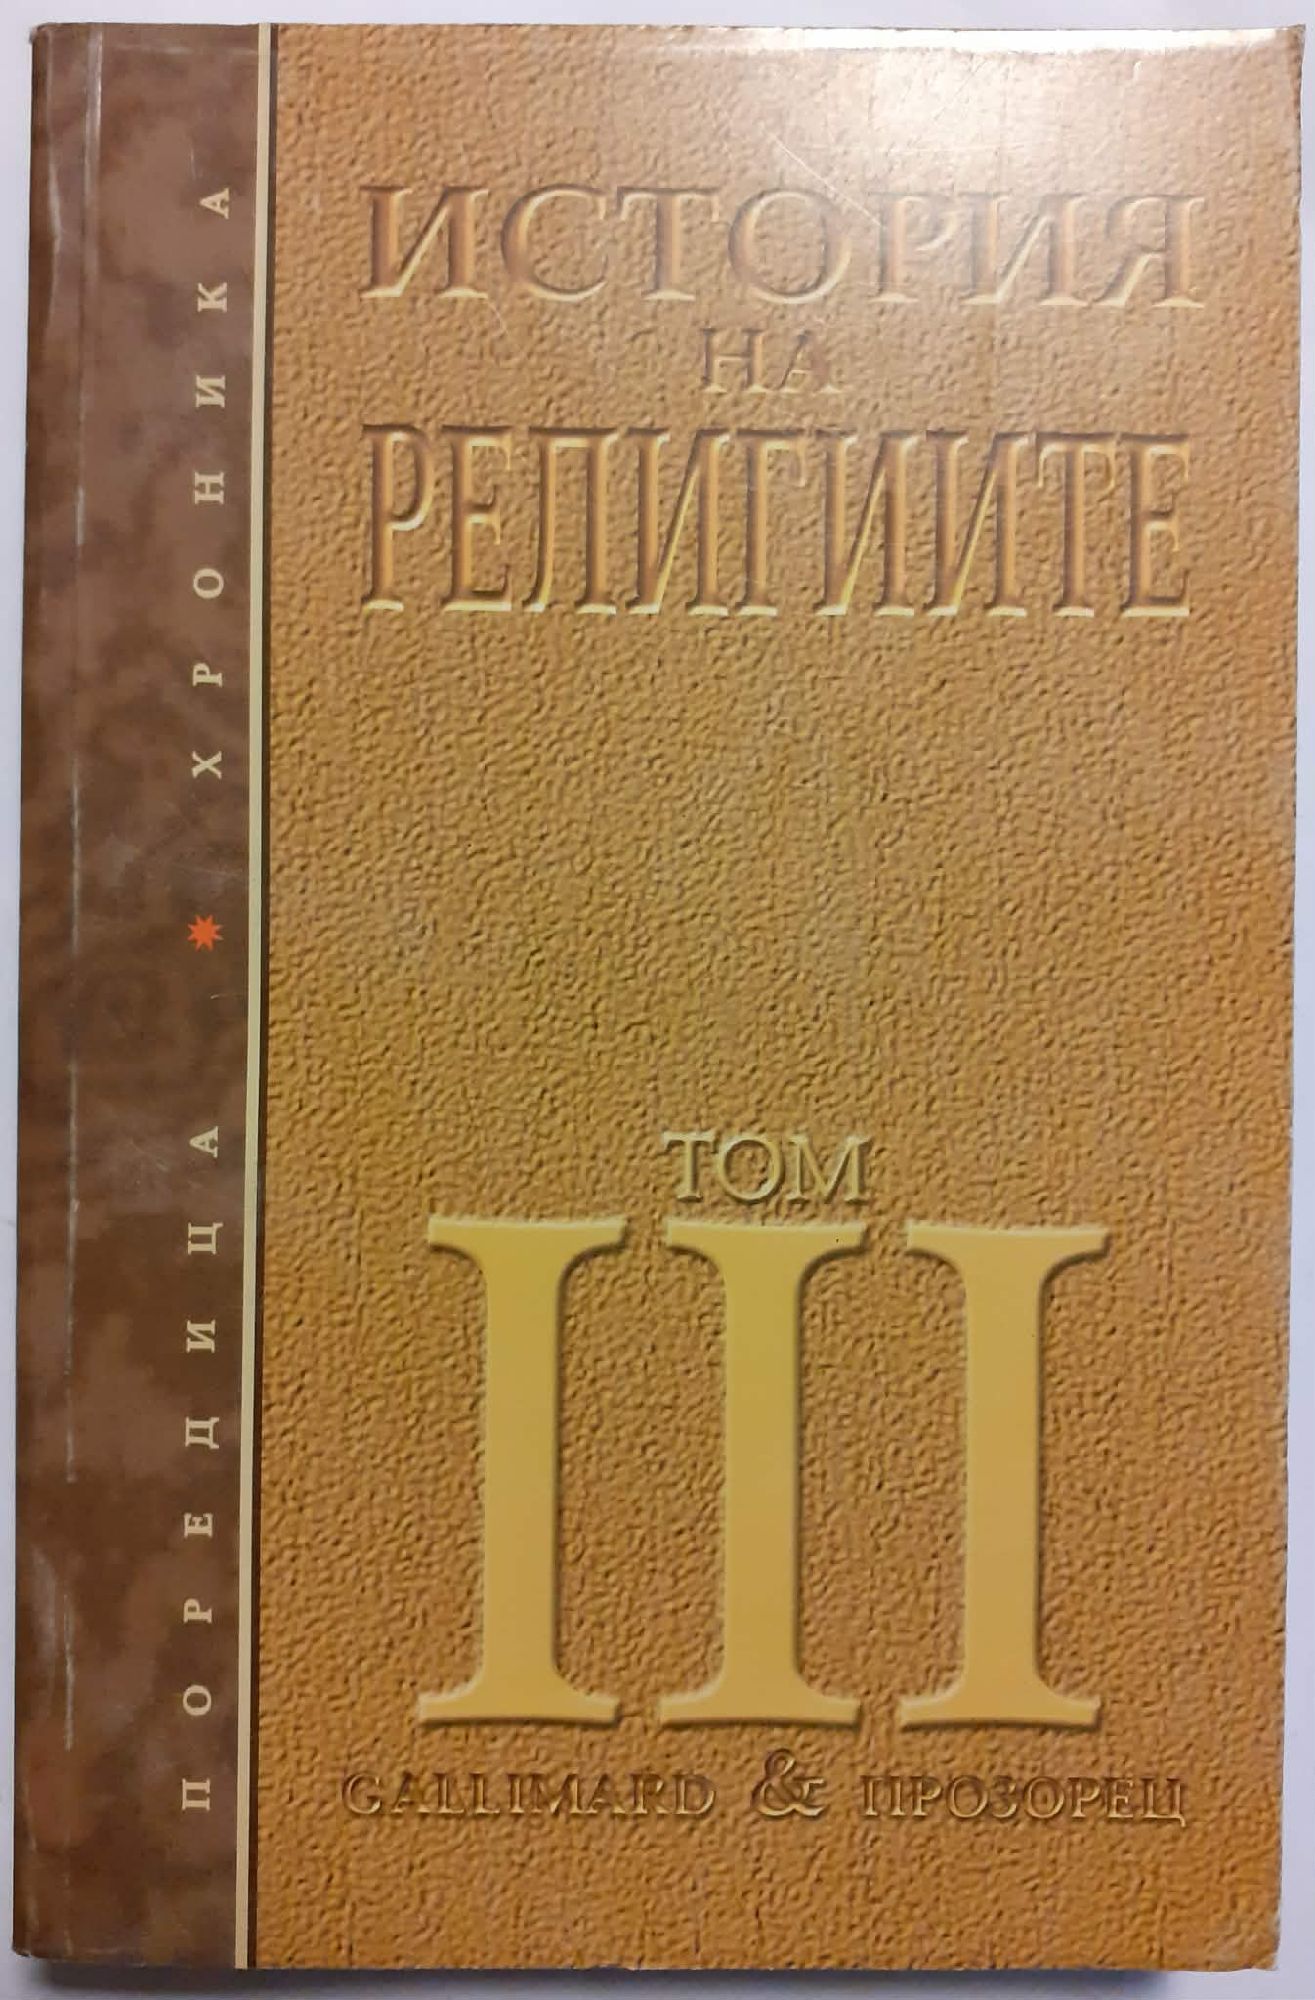 ИСТОРИЯ
НА
РЕЛИГИИТЕ
ТОМ
III
GALLIMARD & ПРОЗОРЕЦ
ПОРЕДИЦА * ХРОНИКА